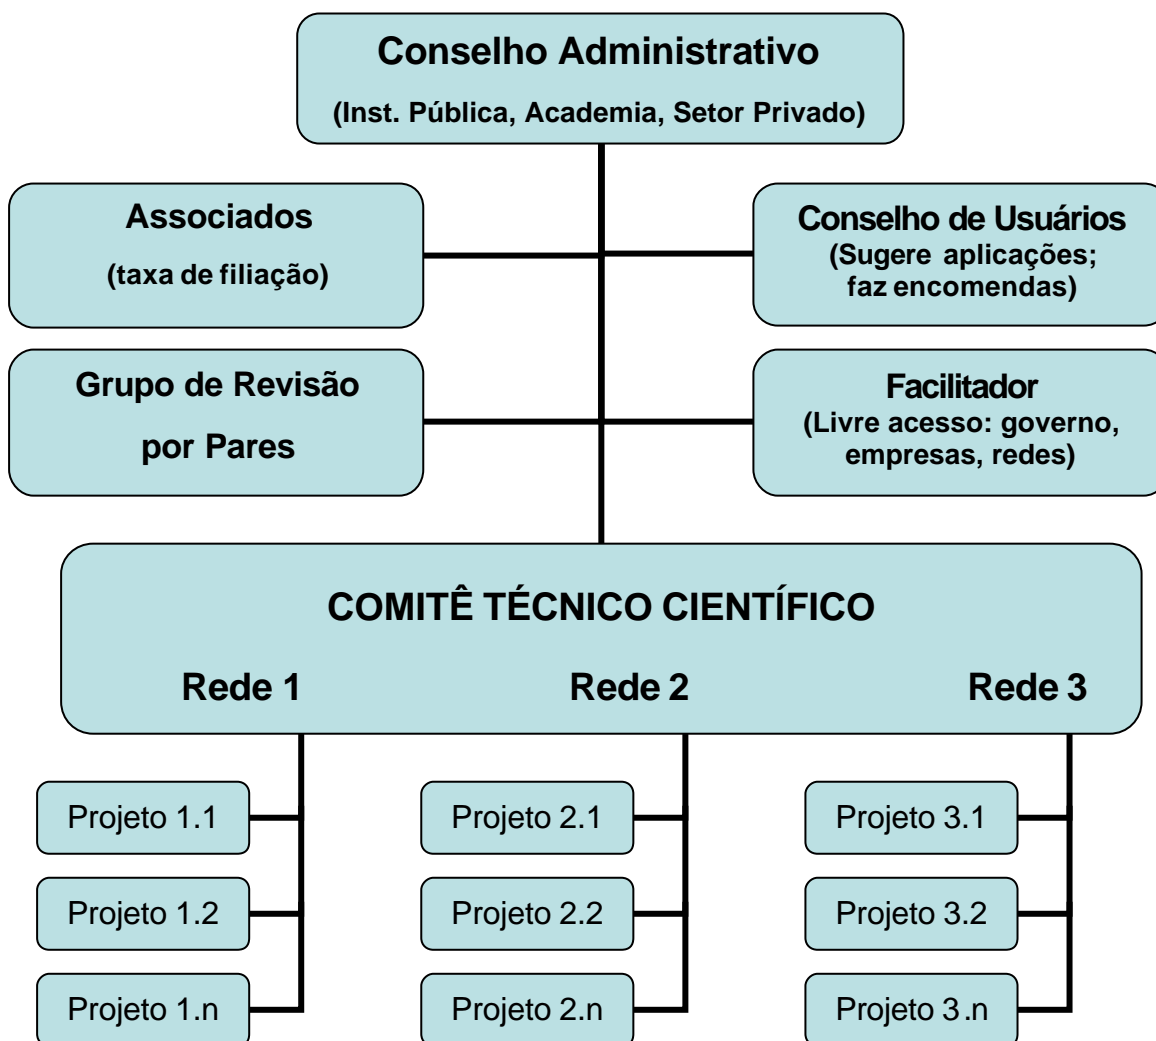 Conselho Administrativo
(Inst. Pública, Academia, Setor Privado)
Associados
(taxa de filiação)
Conselho de Usuários
(Sugere aplicações;
faz encomendas)
Grupo de Revisão
por Pares
Facilitador
(Livre acesso: governo,
empresas, redes)
COMITÊ TÉCNICO CIENTÍFICO
Rede 1 Rede 2 Rede 3
Projeto 1.1 Projeto 2.1 Projeto 3.1
Projeto 1.2 Projeto 2.2 Projeto 3.2
Projeto 1.n Projeto 2.n Projeto 3.n